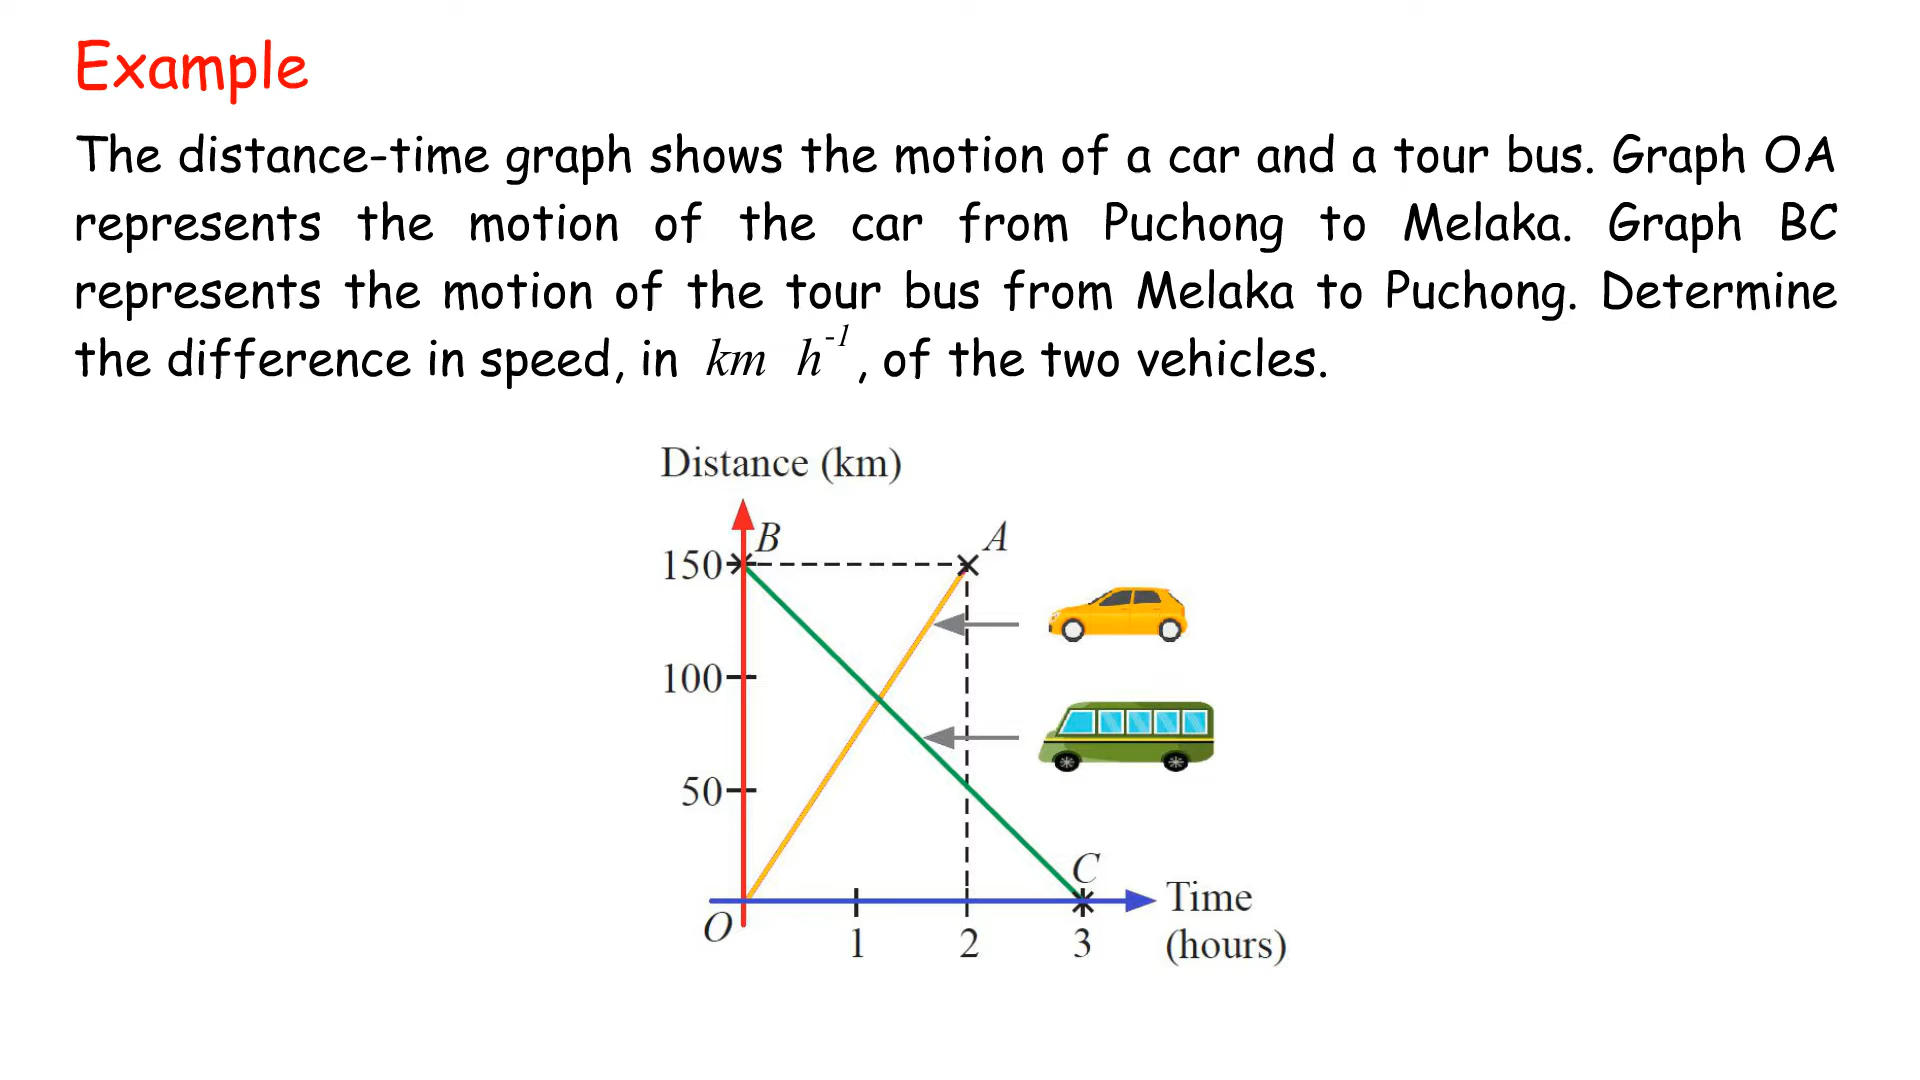 Example
The distance-time graph shows the motion of a car and a tour bus. Graph OA
represents the motion of the car from Puchong to Melaka. Graph BC
represents the motion of the tour bus from Melaka to Puchong. Determine
the difference in speed, in km h⁻¹, of the two vehicles.
Distance (km)
B
A
150
100
50
C
Time
O
1 2 3 (hours)